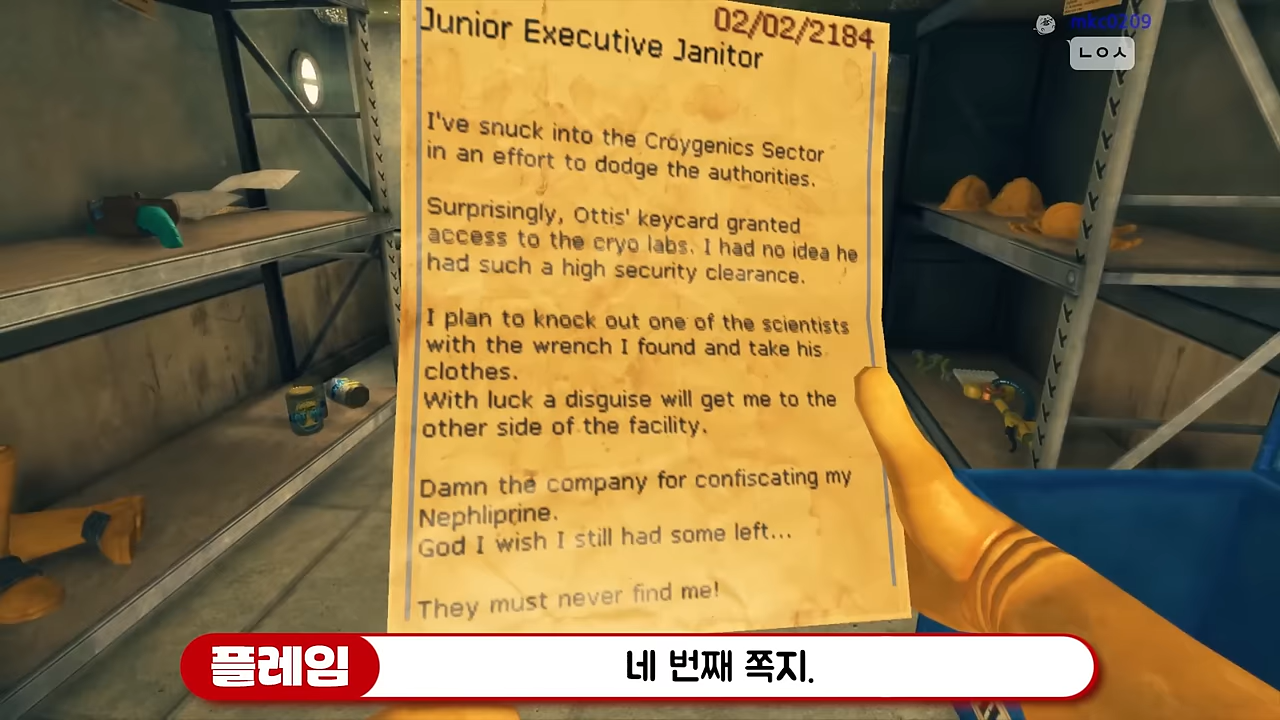 Junior Executive Janitor
02/02/2184
mkc0209
ㄴㅇㅅ
I've snuck into the Croygenics Sector
in an effort to dodge the authorities.
Surprisingly, Ottis' keycard granted
access to the cryo labs. I had no idea he
had such a high security clearance.
I plan to knock out one of the scientists
with the wrench I found and take his
clothes.
With luck a disguise will get me to the
other side of the facility.
Damn the company for confiscating my
Nephliprine.
God I wish I still had some left...
They must never find me!
플레임
네 번째 쪽지.